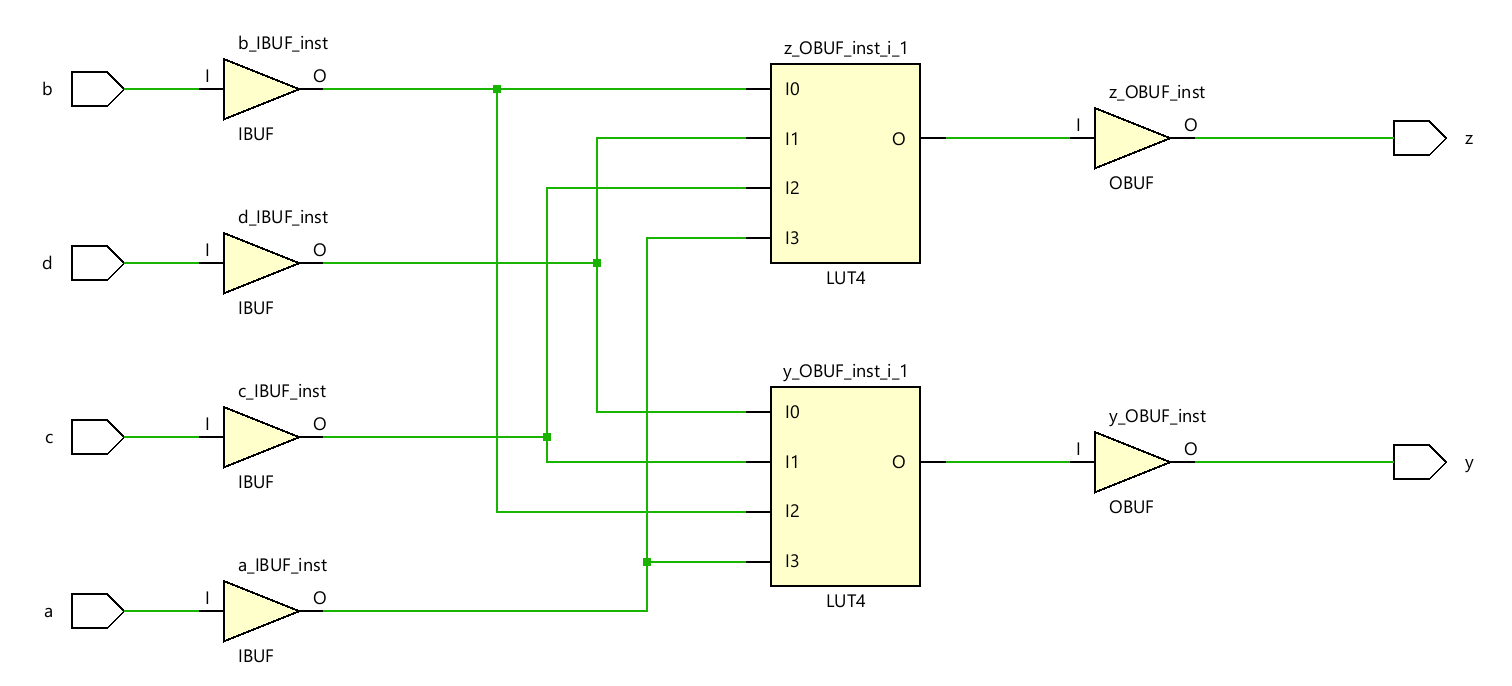 b_IBUF_inst
b
I
O
IBUF
d_IBUF_inst
d
I
O
IBUF
c_IBUF_inst
c
I
O
IBUF
a_IBUF_inst
a
I
O
IBUF
z_OBUF_inst_i_1
I0
I1
I2
I3
O
LUT4
y_OBUF_inst_i_1
I0
I1
I2
I3
O
LUT4
z_OBUF_inst
I
O
OBUF
z
y_OBUF_inst
I
O
OBUF
y